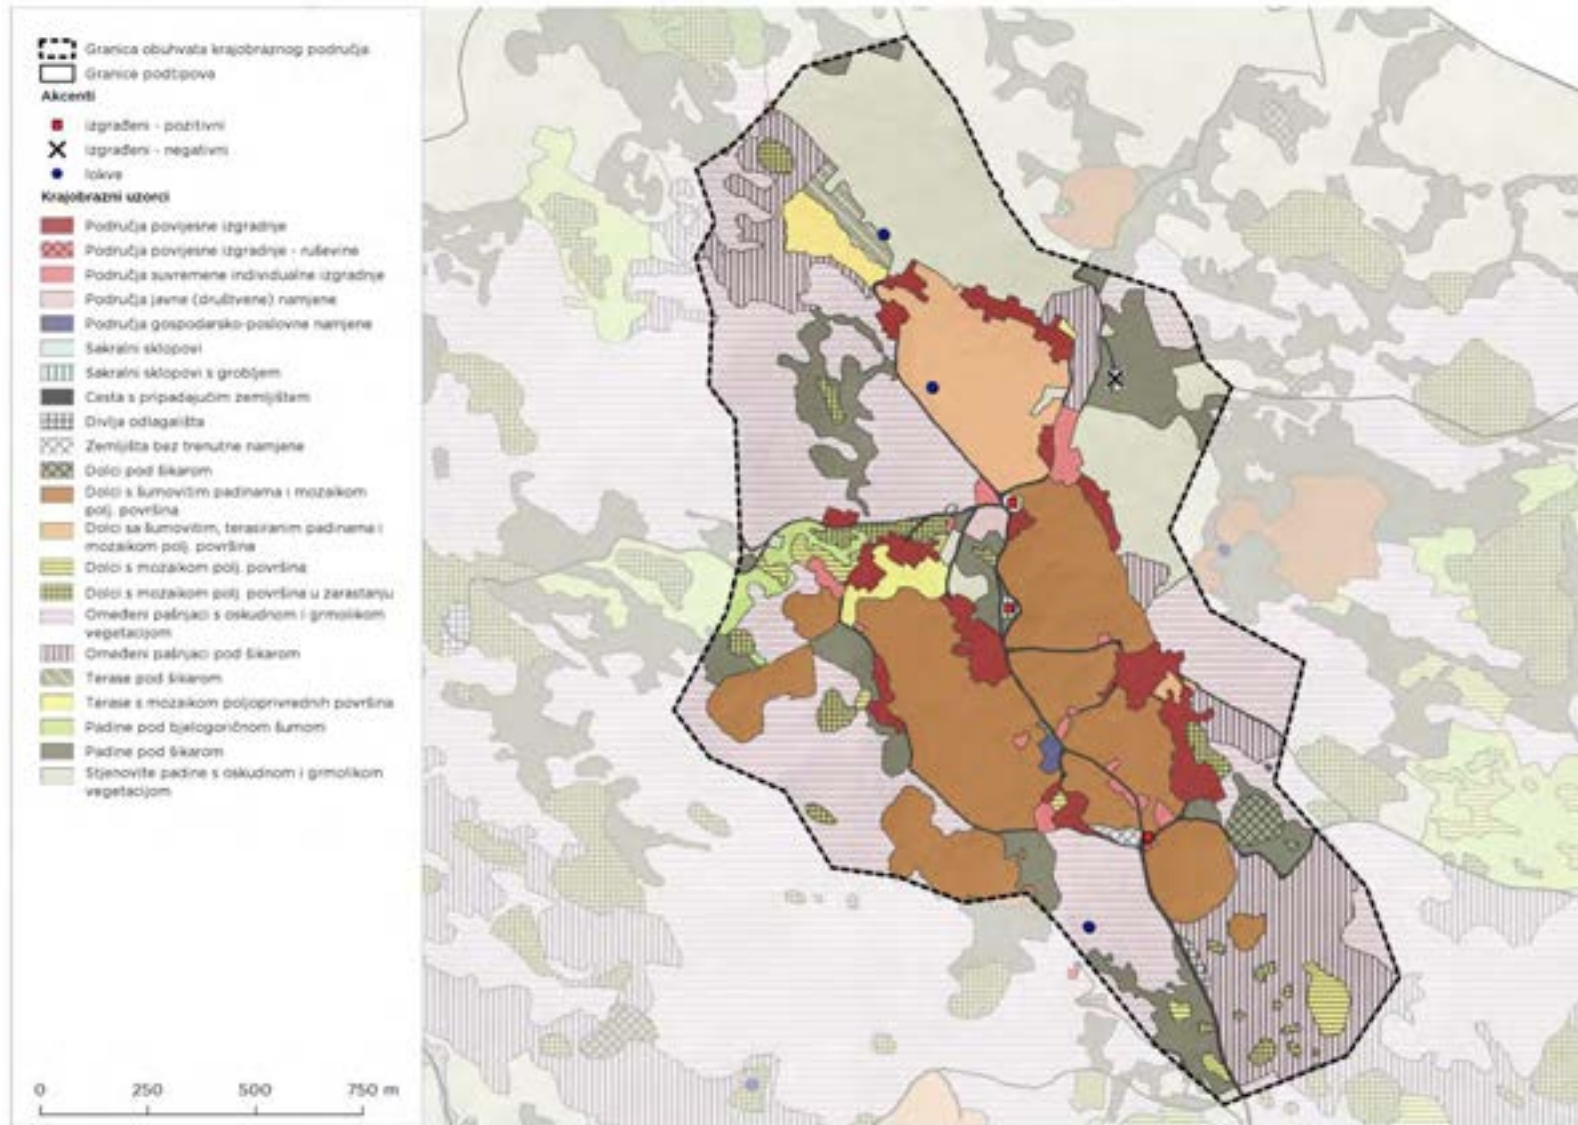 Granica obuhvata krajobraznog područja
Granice podtipova
Akcenti
izgrađeni - pozitivni
izgrađeni - negativni
lokve
Krajobrazni uzorci
Područja povijesne izgradnje
Područja povijesne izgradnje - ruševine
Područja suvremene individualne izgradnje
Područja javne (društvene) namjene
Područja gospodarsko-poslovne namjene
Sakralni sklopovi
Sakralni sklopovi s grobljem
Cesta s pripadajućim zemljištem
Divlja odlagališta
Zemljišta bez trenutne namjene
Dolci pod šikarom
Dolci s šumovitim padinama i mozaikom
polj. površina
Dolci sa šumovitim, terasiranim padinama i
mozaikom polj. površina
Dolci s mozaikom polj. površina
Dolci s mozaikom polj. površina u zarastanju
Omeđeni pašnjaci s oskudnom i grmolikom
vegetacijom
Omeđeni pašnjaci pod šikarom
Terase pod šikarom
Terase s mozaikom poljoprivrednih površina
Padine pod bjelogoričnom šumom
Padine pod šikarom
Stjenovite padine s oskudnom i grmolikom
vegetacijom
0 250 500 750 m